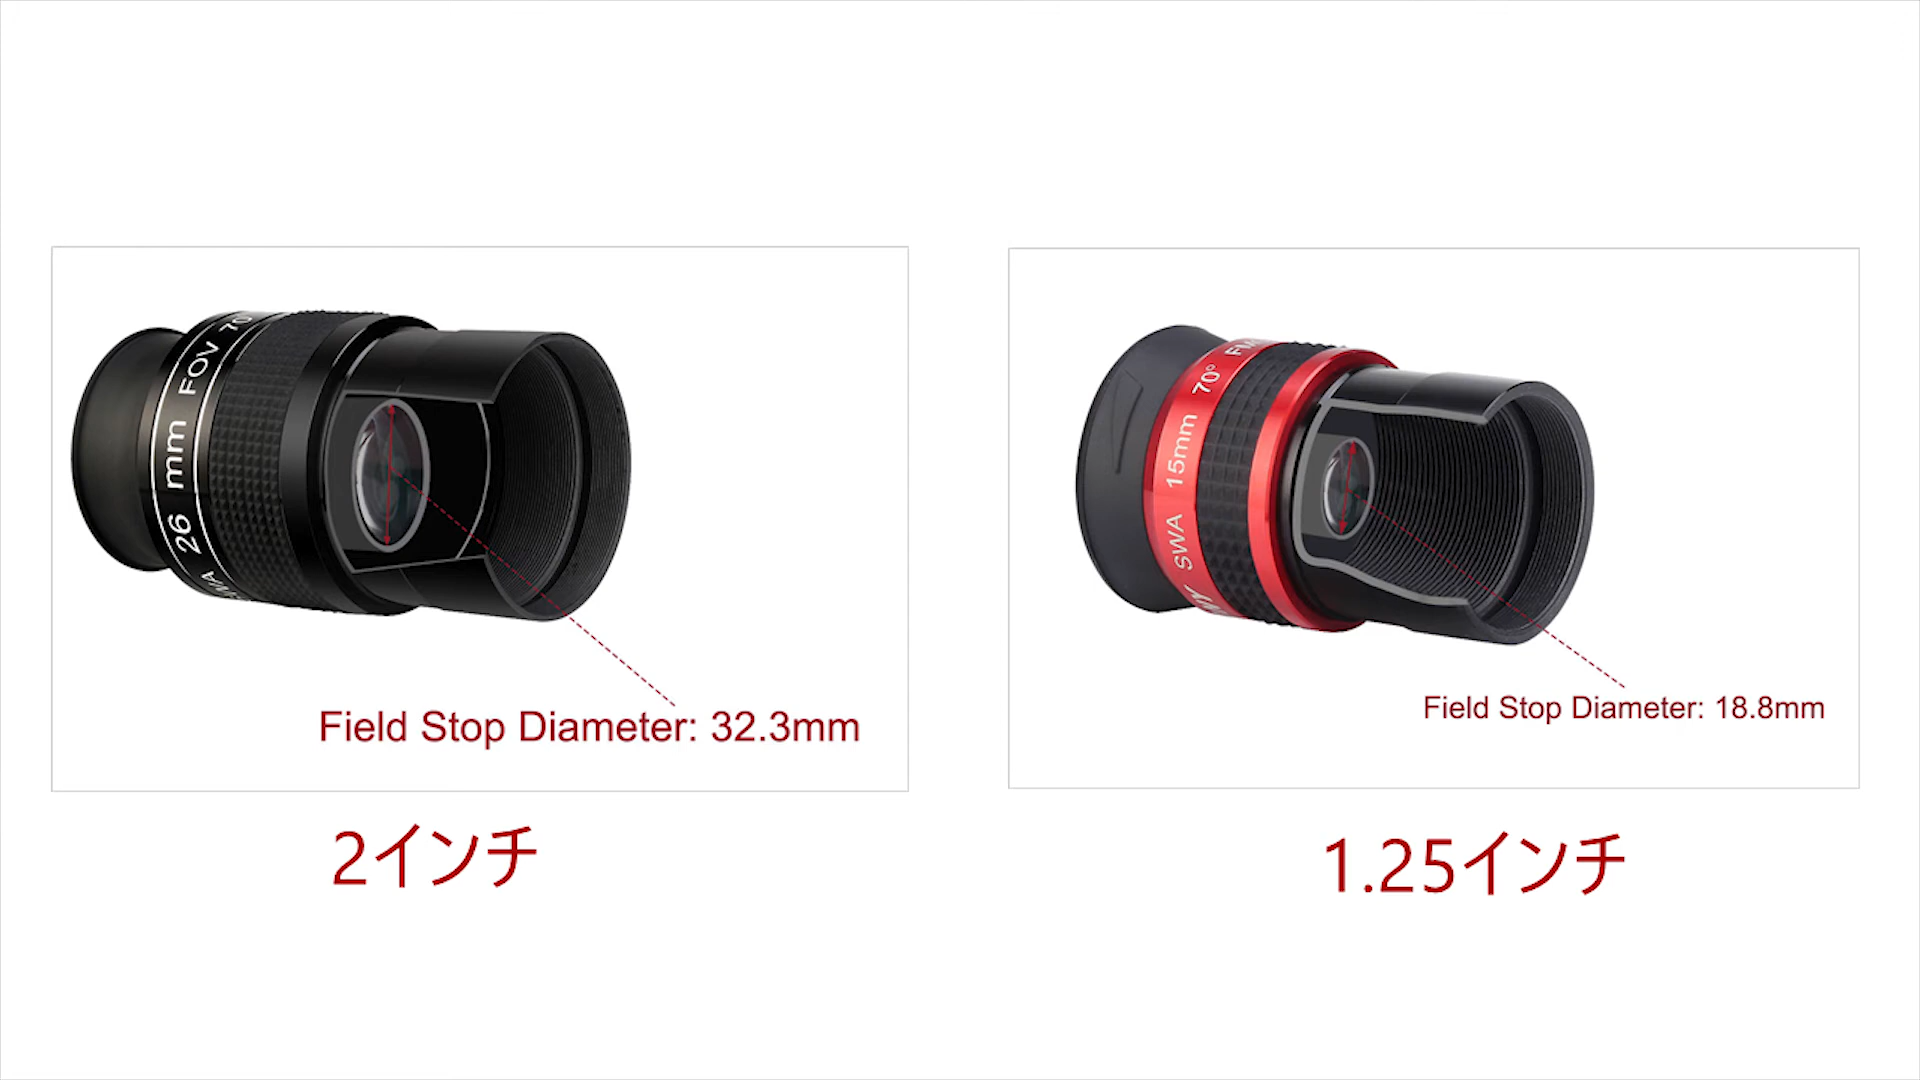 26 mm FOV 70
Field Stop Diameter: 32.3mm
2インチ
SWA 15mm 70°
Field Stop Diameter: 18.8mm
1.25インチ